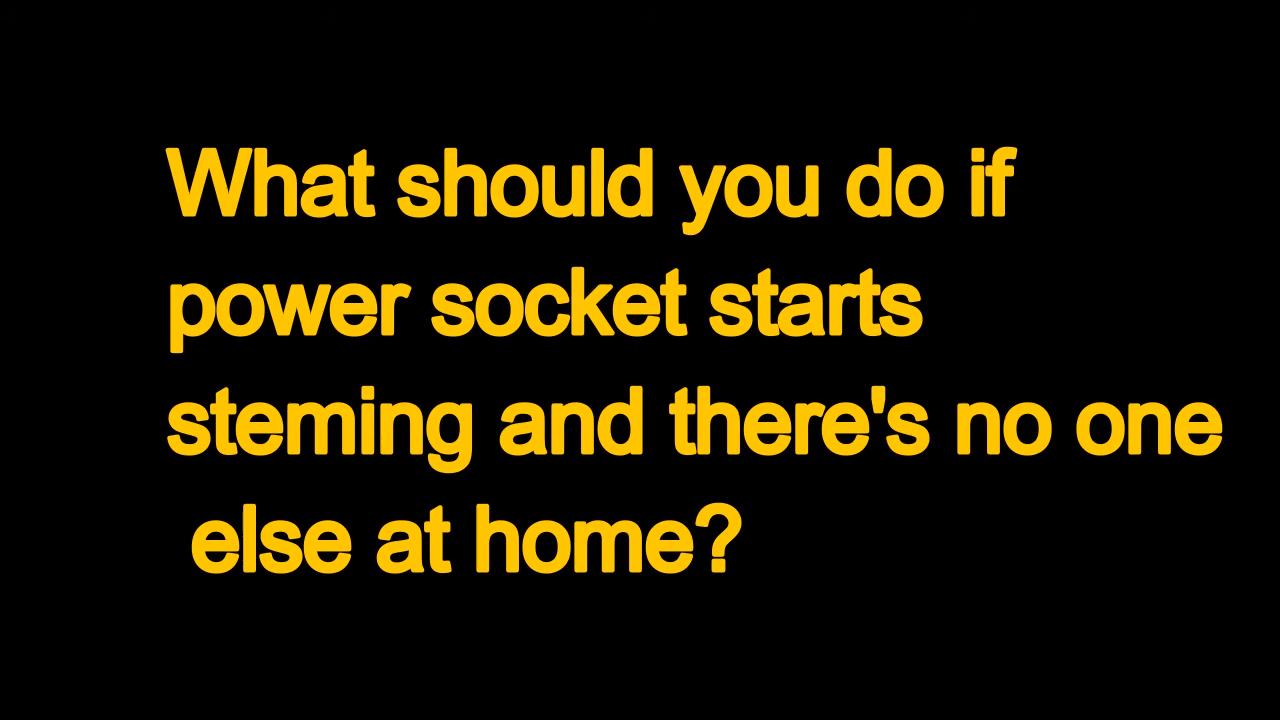 What should you do if
power socket starts
steming and there's no one
else at home?